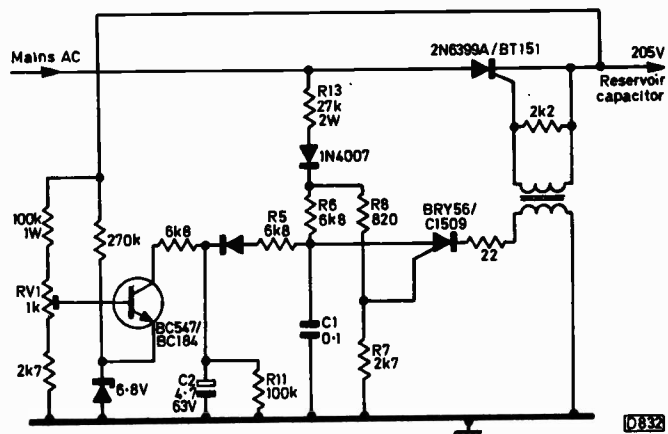 Mains AC
2N6399A/BT151
205V
Reservoir
capacitor
R13
27k
2W
2k2
1N4007
100k
1W
270k
6k8
R5
6k8
R6
6k8
R8
820
BRY56/
C1509
22
RV1
1k
BC547/
BC184
C1
0·1
R7
2k7
2k7
6·8V
C2
4·7
63V
R11
100k
D832